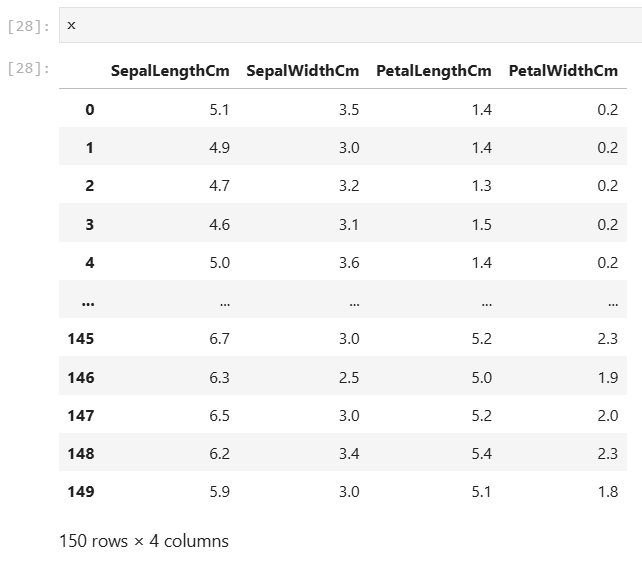 [28]: x
[28]:
SepalLengthCm SepalWidthCm PetalLengthCm PetalWidthCm
0 5.1 3.5 1.4 0.2
1 4.9 3.0 1.4 0.2
2 4.7 3.2 1.3 0.2
3 4.6 3.1 1.5 0.2
4 5.0 3.6 1.4 0.2
... ... ... ... ...
145 6.7 3.0 5.2 2.3
146 6.3 2.5 5.0 1.9
147 6.5 3.0 5.2 2.0
148 6.2 3.4 5.4 2.3
149 5.9 3.0 5.1 1.8
150 rows × 4 columns